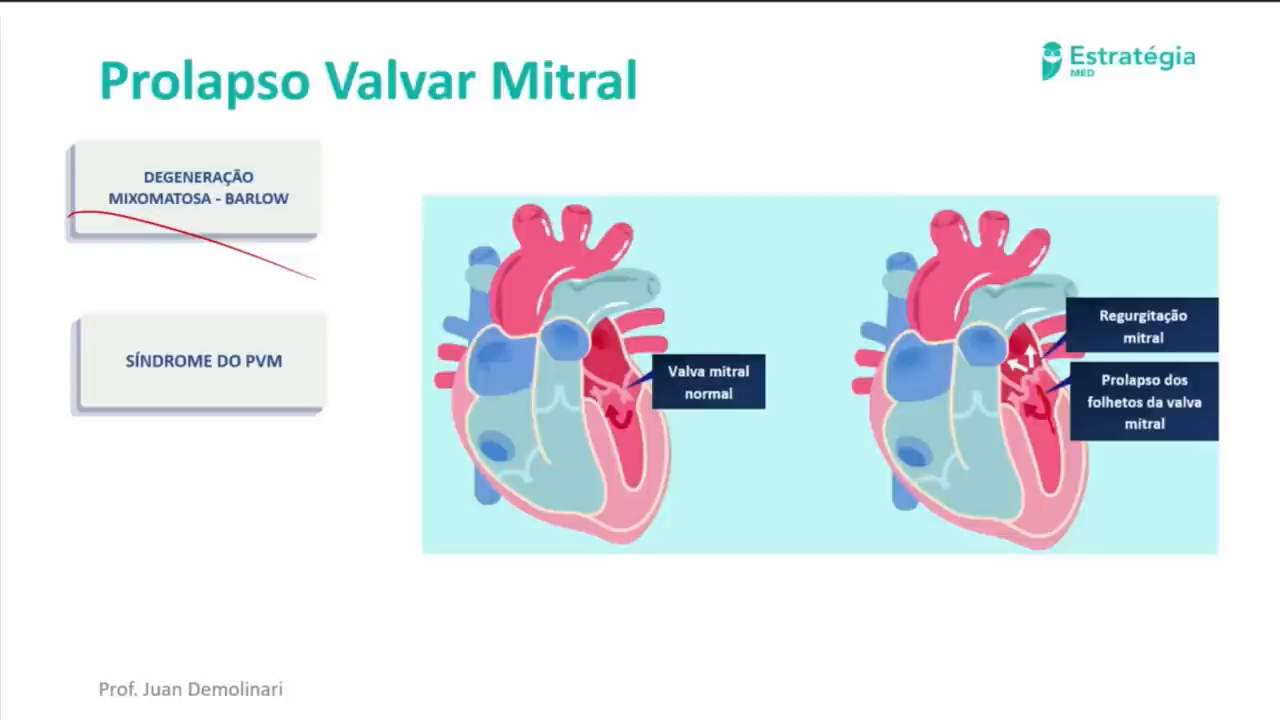 Prolapso Valvar Mitral
Estratégia
MED
DEGENERAÇÃO
MIXOMATOSA - BARLOW
SÍNDROME DO PVM
Valva mitral
normal
Regurgitação
mitral
Prolapso dos
folhetos da valva
mitral
Prof. Juan Demolinari